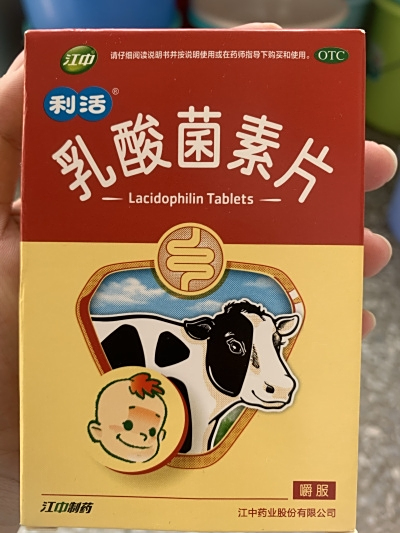 江中
请仔细阅读说明书并按说明使用或在药师指导下购买和使用。
OTC
利活®
乳酸菌素片
Lacidophilin Tablets
嚼服
江中制药
江中药业股份有限公司